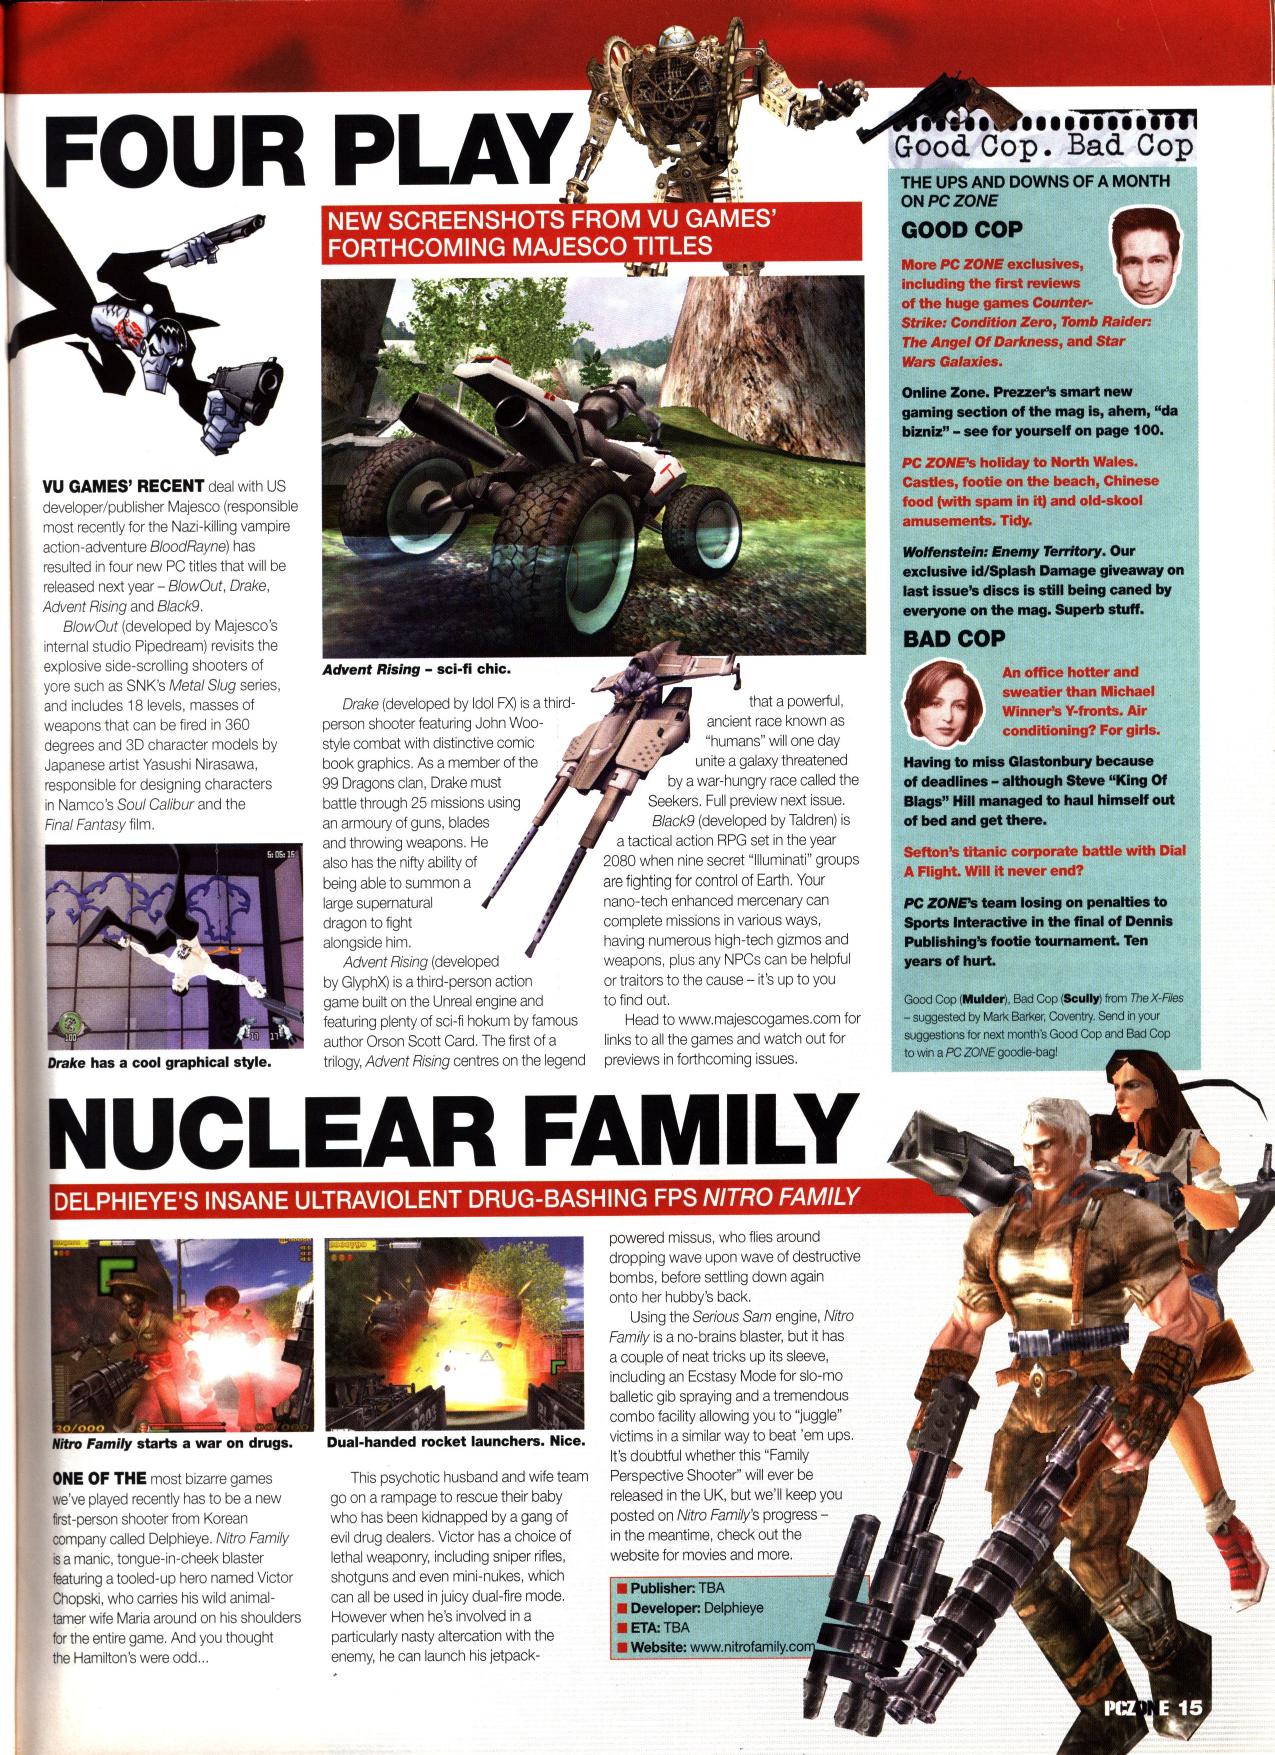 FOUR PLAY
NEW SCREENSHOTS FROM VU GAMES'
FORTHCOMING MAJESCO TITLES
VU GAMES' RECENT deal with US
developer/publisher Majesco (responsible
most recently for the Nazi-killing vampire
action-adventure BloodRayne) has
resulted in four new PC titles that will be
released next year – BlowOut, Drake,
Advent Rising and Black9.
BlowOut (developed by Majesco's
internal studio Pipedream) revisits the
explosive side-scrolling shooters of
yore such as SNK's Metal Slug series,
and includes 18 levels, masses of
weapons that can be fired in 360
degrees and 3D character models by
Japanese artist Yasushi Nirasawa,
responsible for designing characters
in Namco's Soul Calibur and the
Final Fantasy film.
5:05:15
100
17
Drake has a cool graphical style.
Advent Rising – sci-fi chic.
Drake (developed by Idol FX) is a third-
person shooter featuring John Woo-
style combat with distinctive comic
book graphics. As a member of the
99 Dragons clan, Drake must
battle through 25 missions using
an armoury of guns, blades
and throwing weapons. He
also has the nifty ability of
being able to summon a
large supernatural
dragon to fight
alongside him.
Advent Rising (developed
by GlyphX) is a third-person action
game built on the Unreal engine and
featuring plenty of sci-fi hokum by famous
author Orson Scott Card. The first of a
trilogy, Advent Rising centres on the legend
that a powerful,
ancient race known as
"humans" will one day
unite a galaxy threatened
by a war-hungry race called the
Seekers. Full preview next issue.
Black9 (developed by Taldren) is
a tactical action RPG set in the year
2080 when nine secret "Illuminati" groups
are fighting for control of Earth. Your
nano-tech enhanced mercenary can
complete missions in various ways,
having numerous high-tech gizmos and
weapons, plus any NPCs can be helpful
or traitors to the cause – it's up to you
to find out.
Head to www.majescogames.com for
links to all the games and watch out for
previews in forthcoming issues.
Good Cop. Bad Cop
THE UPS AND DOWNS OF A MONTH
ON PC ZONE
GOOD COP
More PC ZONE exclusives,
including the first reviews
of the huge games Counter-
Strike: Condition Zero, Tomb Raider:
The Angel Of Darkness, and Star
Wars Galaxies.
Online Zone. Prezzer's smart new
gaming section of the mag is, ahem, "da
bizniz" – see for yourself on page 100.
PC ZONE's holiday to North Wales.
Castles, footie on the beach, Chinese
food (with spam in it) and old-skool
amusements. Tidy.
Wolfenstein: Enemy Territory. Our
exclusive id/Splash Damage giveaway on
last issue's discs is still being caned by
everyone on the mag. Superb stuff.
BAD COP
An office hotter and
sweatier than Michael
Winner's Y-fronts. Air
conditioning? For girls.
Having to miss Glastonbury because
of deadlines – although Steve "King Of
Blags" Hill managed to haul himself out
of bed and get there.
Sefton's titanic corporate battle with Dial
A Flight. Will it never end?
PC ZONE's team losing on penalties to
Sports Interactive in the final of Dennis
Publishing's footie tournament. Ten
years of hurt.
Good Cop (Mulder), Bad Cop (Scully) from The X-Files
– suggested by Mark Barker, Coventry. Send in your
suggestions for next month's Good Cop and Bad Cop
to win a PC ZONE goodie-bag!
NUCLEAR FAMILY
DELPHIEYE'S INSANE ULTRAVIOLENT DRUG-BASHING FPS NITRO FAMILY
Nitro Family starts a war on drugs.
Dual-handed rocket launchers. Nice.
ONE OF THE most bizarre games
we've played recently has to be a new
first-person shooter from Korean
company called Delphieye. Nitro Family
is a manic, tongue-in-cheek blaster
featuring a tooled-up hero named Victor
Chopski, who carries his wild animal-
tamer wife Maria around on his shoulders
for the entire game. And you thought
the Hamilton's were odd...
This psychotic husband and wife team
go on a rampage to rescue their baby
who has been kidnapped by a gang of
evil drug dealers. Victor has a choice of
lethal weaponry, including sniper rifles,
shotguns and even mini-nukes, which
can all be used in juicy dual-fire mode.
However when he's involved in a
particularly nasty altercation with the
enemy, he can launch his jetpack-
powered missus, who flies around
dropping wave upon wave of destructive
bombs, before settling down again
onto her hubby's back.
Using the Serious Sam engine, Nitro
Family is a no-brains blaster, but it has
a couple of neat tricks up its sleeve,
including an Ecstasy Mode for slo-mo
balletic gib spraying and a tremendous
combo facility allowing you to "juggle"
victims in a similar way to beat 'em ups.
It's doubtful whether this "Family
Perspective Shooter" will ever be
released in the UK, but we'll keep you
posted on Nitro Family's progress –
in the meantime, check out the
website for movies and more.
Publisher: TBA
Developer: Delphieye
ETA: TBA
Website: www.nitrofamily.com
PCZONE 15